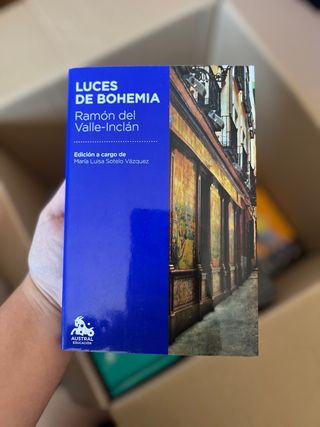 LUCES
DE BOHEMIA
Ramón del
Valle-Inclán
Edición a cargo de
María Luisa Sotelo Vázquez
AUSTRAL
EDUCACIÓN